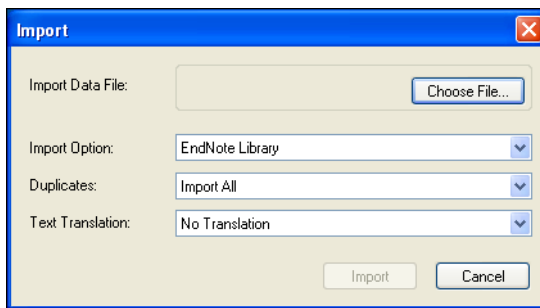 Import
Import Data File:
Choose File...
Import Option:
EndNote Library
Duplicates:
Import All
Text Translation:
No Translation
Import
Cancel